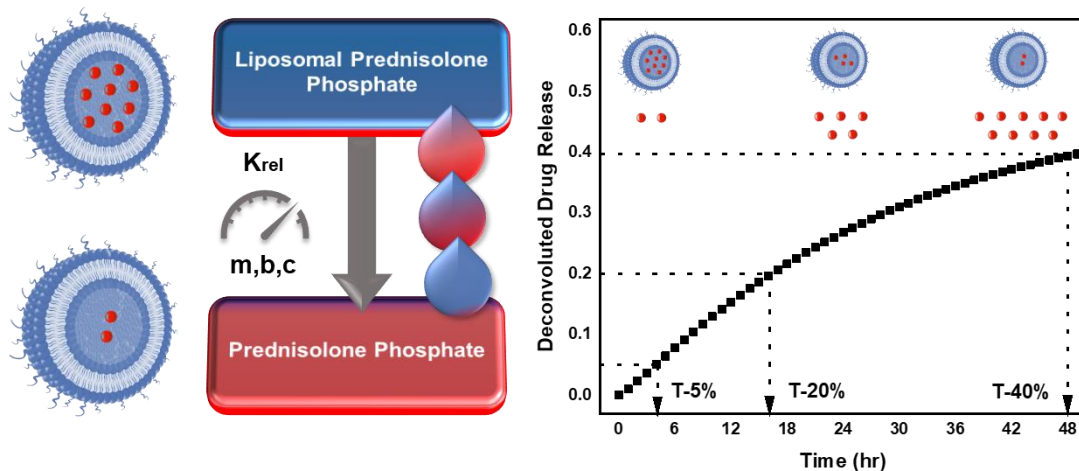 Liposomal Prednisolone
Phosphate
Krel
m,b,c
Prednisolone Phosphate
Deconvoluted Drug Release
0.6
0.5
0.4
0.3
0.2
0.1
0.0
T-5%
T-20%
T-40%
0 6 12 18 24 30 36 42 48
Time (hr)